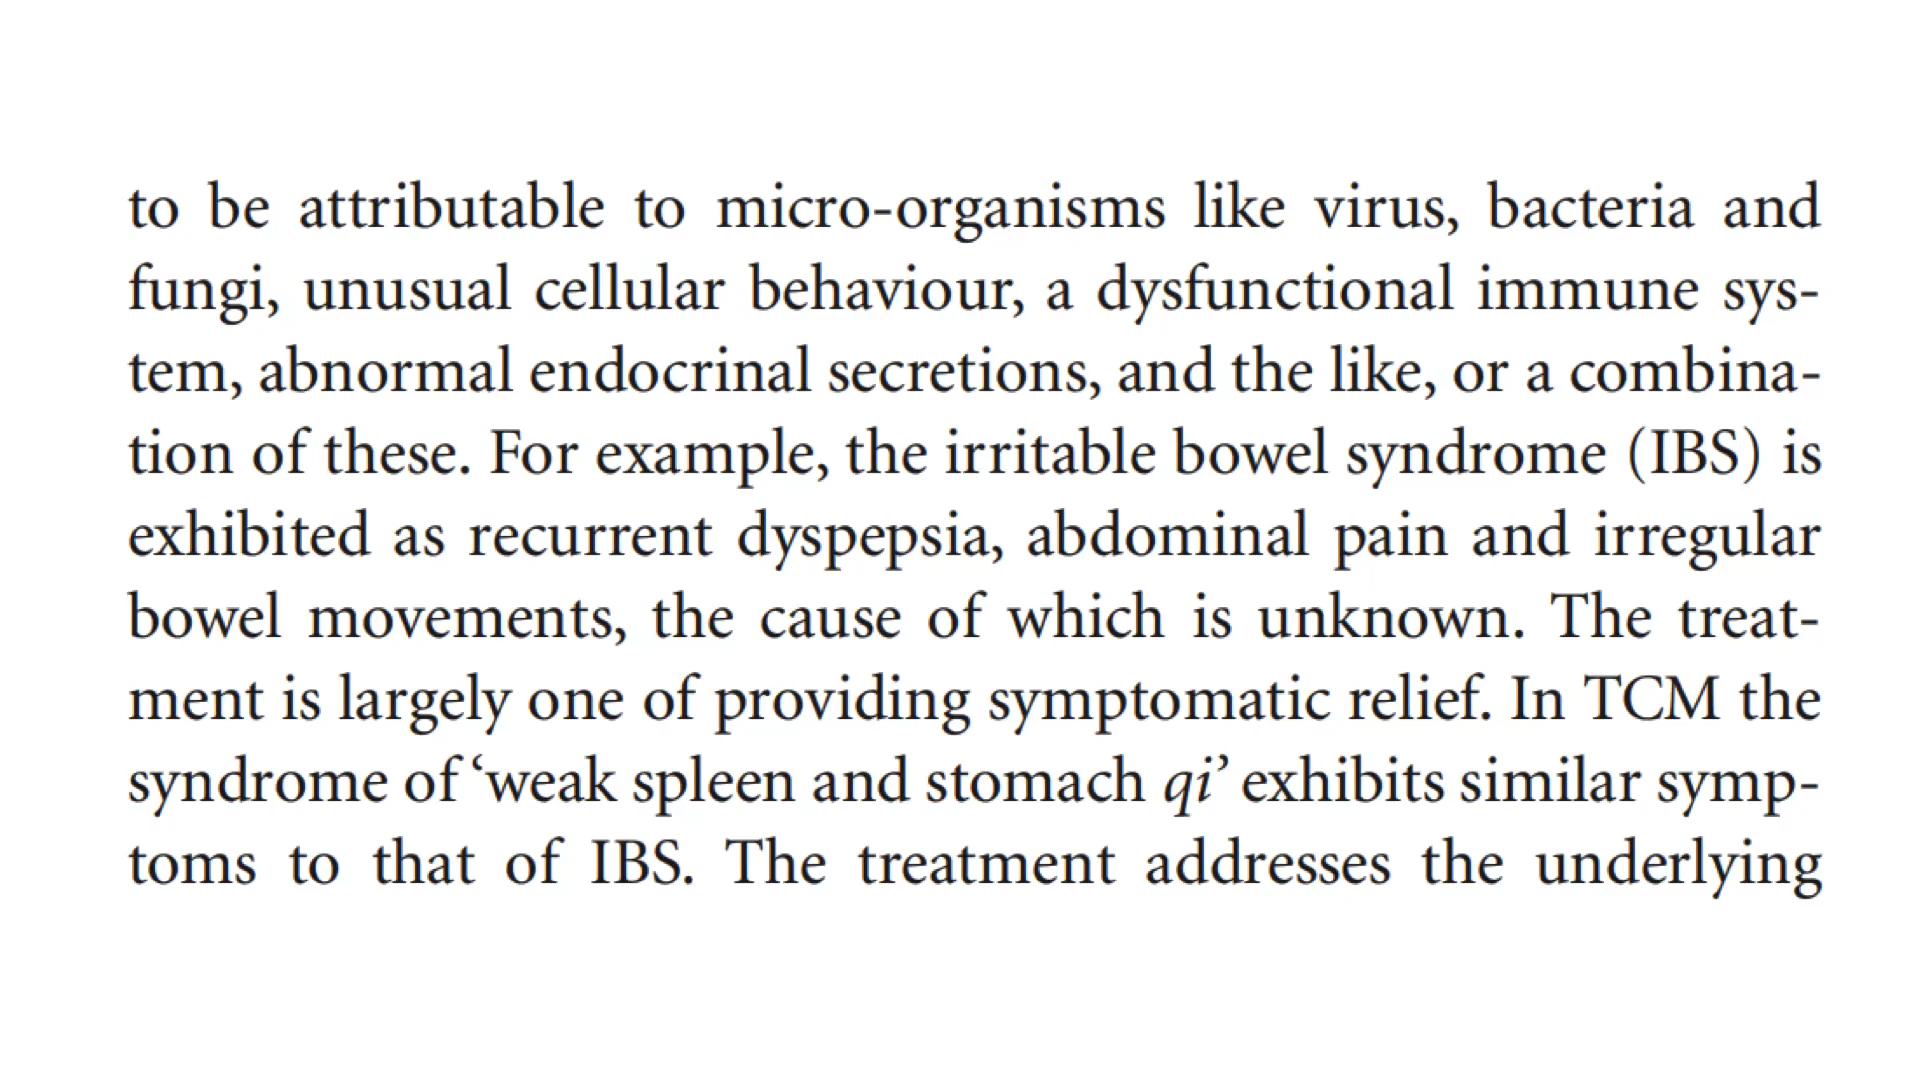 to be attributable to micro-organisms like virus, bacteria and
fungi, unusual cellular behaviour, a dysfunctional immune sys-
tem, abnormal endocrinal secretions, and the like, or a combina-
tion of these. For example, the irritable bowel syndrome (IBS) is
exhibited as recurrent dyspepsia, abdominal pain and irregular
bowel movements, the cause of which is unknown. The treat-
ment is largely one of providing symptomatic relief. In TCM the
syndrome of ‘weak spleen and stomach qi’ exhibits similar symp-
toms to that of IBS. The treatment addresses the underlying